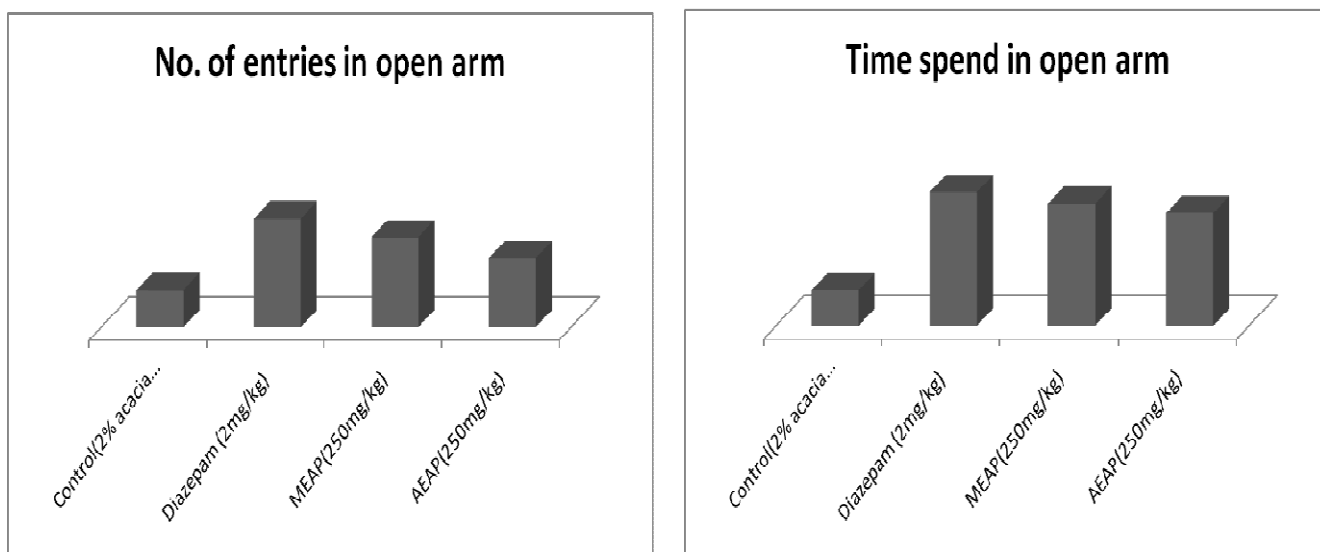 No. of entries in open arm
Control(2% acacia...
Diazepam (2mg/kg)
MEAP(250mg/kg)
AEAP(250mg/kg)
Time spend in open arm
Control(2% acacia...
Diazepam (2mg/kg)
MEAP(250mg/kg)
AEAP(250mg/kg)